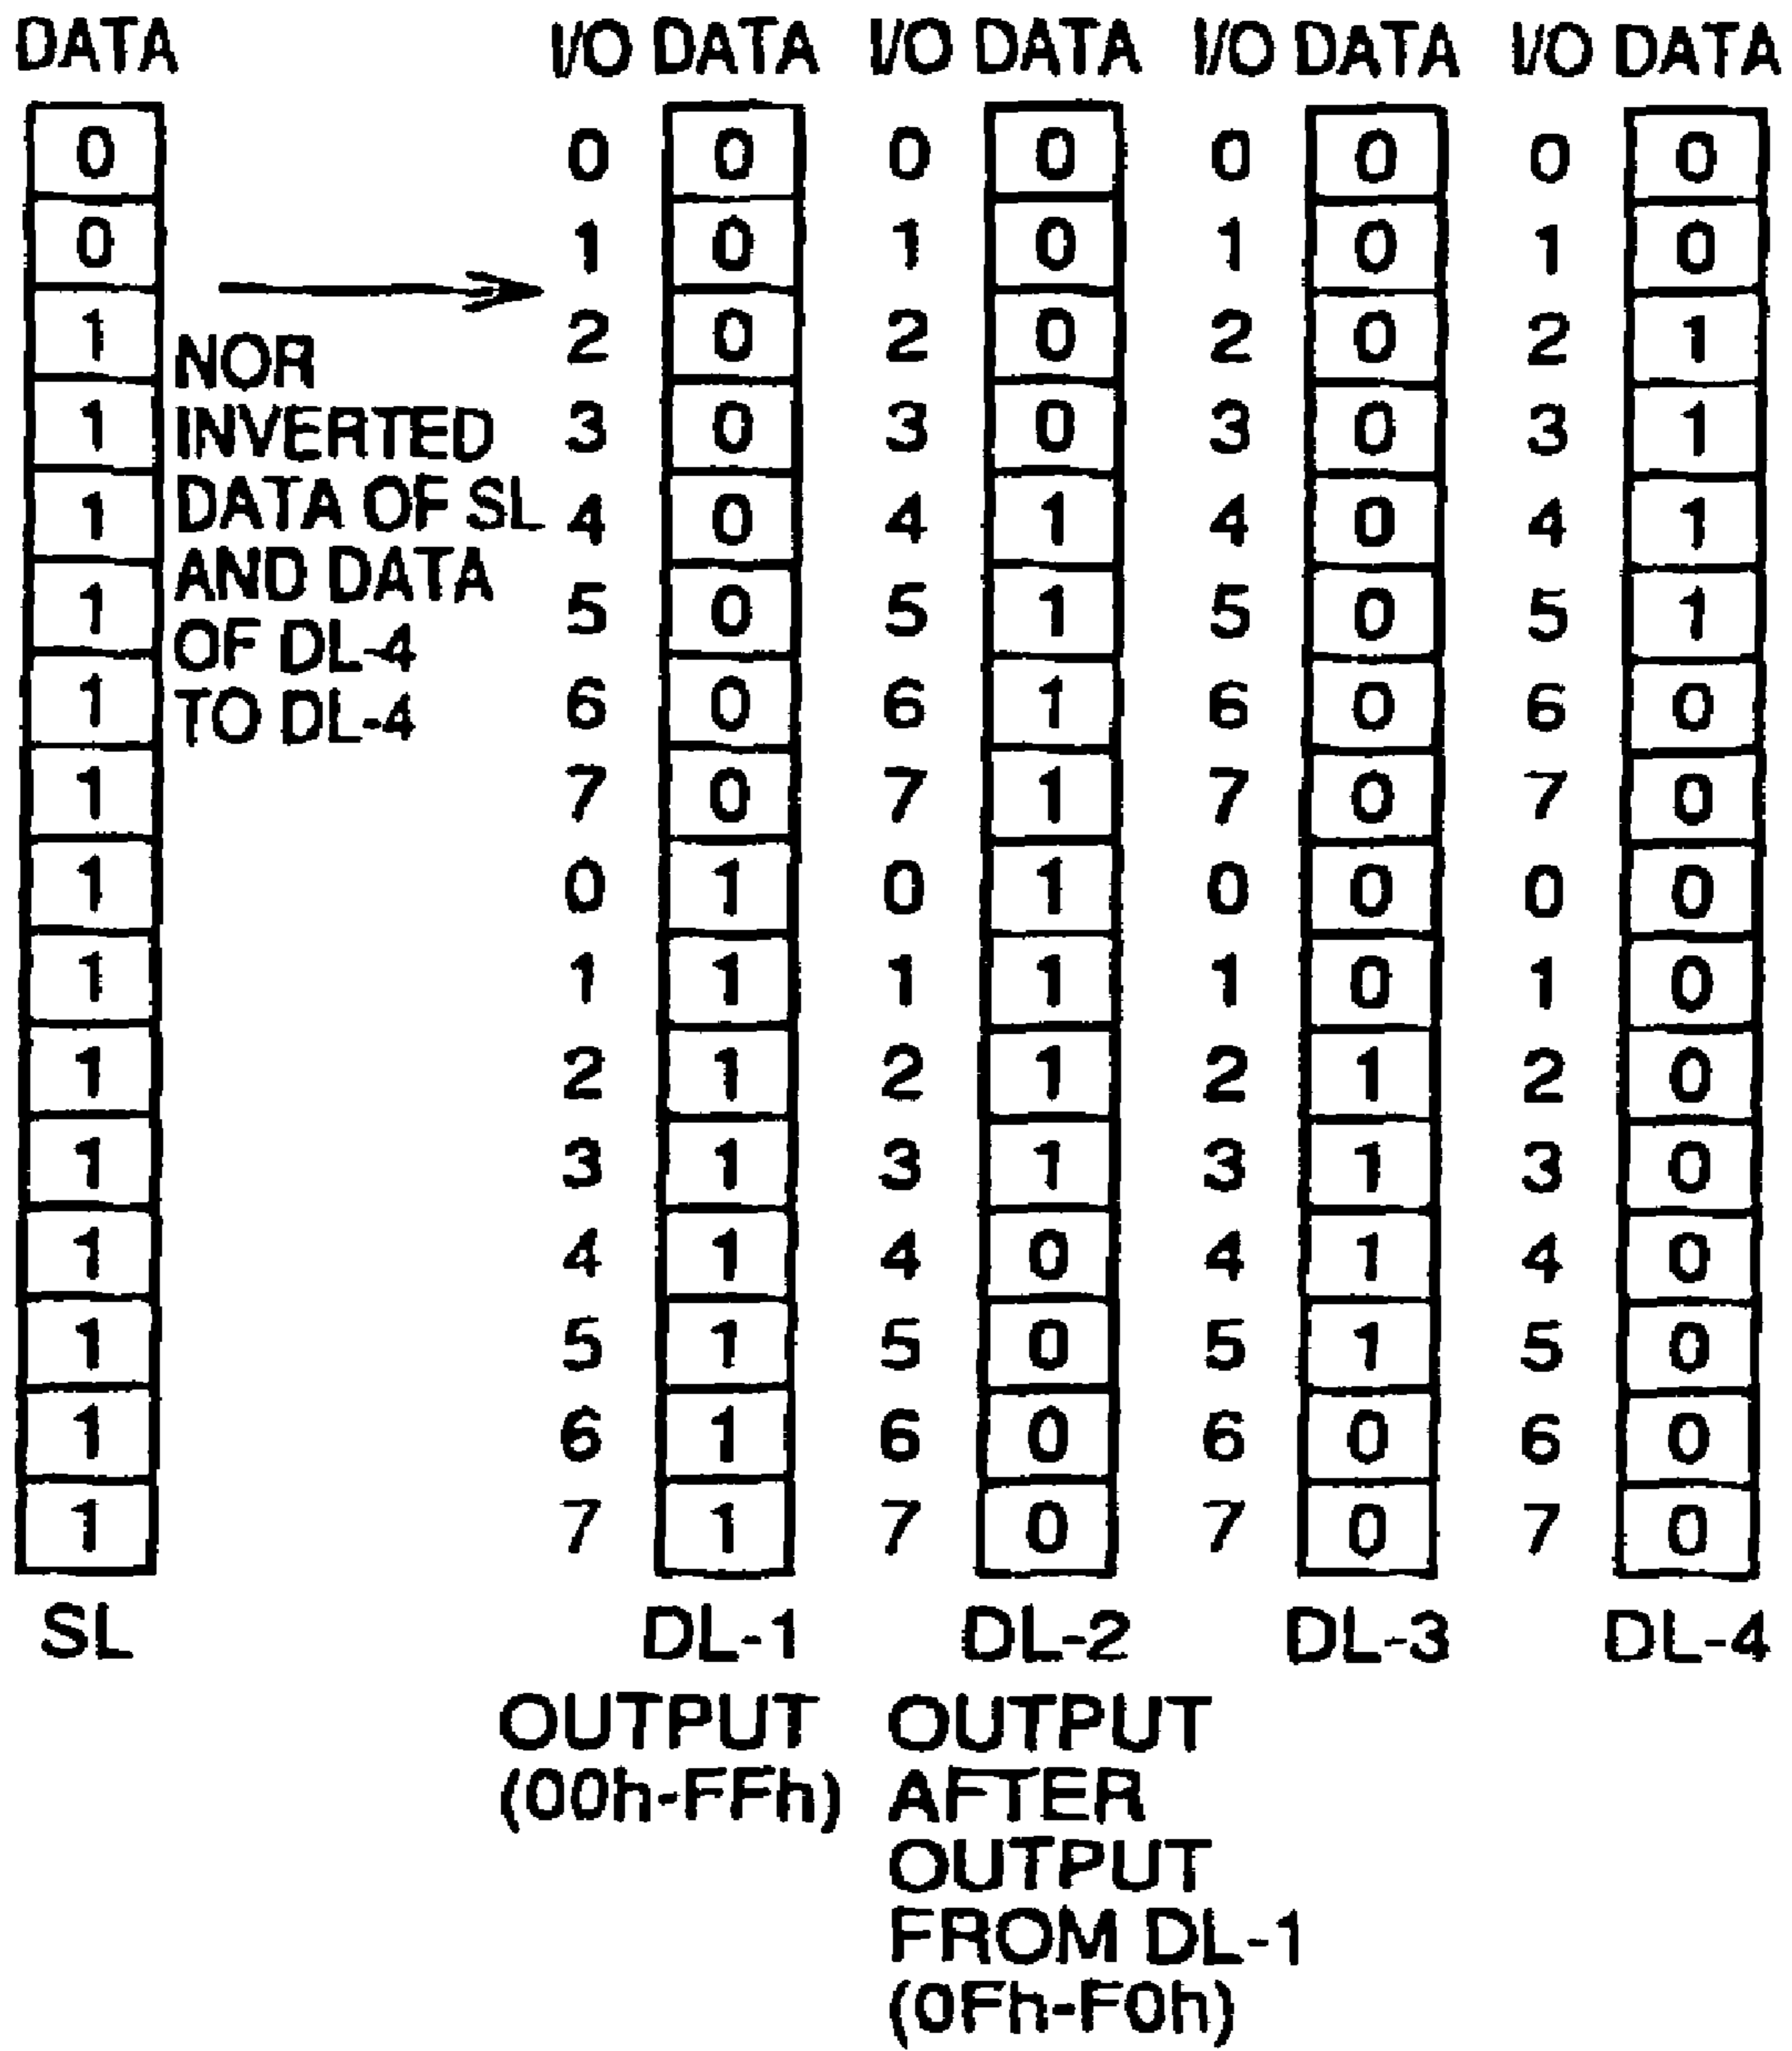 DATA I/O DATA I/O DATA I/O DATA I/O DATA
0 0 0 0 0 0 0 0 0
0 1 0 1 0 1 0 1 0
1 2 0 2 0 2 0 2 1
1 3 0 3 0 3 0 3 1
1 4 0 4 1 4 0 4 1
1 5 0 5 1 5 0 5 1
1 6 0 6 1 6 0 6 0
1 7 0 7 1 7 0 7 0
1 0 1 0 1 0 0 0 0
1 1 1 1 1 1 0 1 0
1 2 1 2 1 2 1 2 0
1 3 1 3 1 3 1 3 0
1 4 1 4 0 4 1 4 0
1 5 1 5 0 5 1 5 0
1 6 1 6 0 6 0 6 0
1 7 1 7 0 7 0 7 0
NOR
INVERTED
DATA OF SL
AND DATA
OF DL-4
TO DL-4
SL DL-1 DL-2 DL-3 DL-4
OUTPUT
(00h-FFh)
OUTPUT
AFTER
OUTPUT
FROM DL-1
(0Fh-F0h)